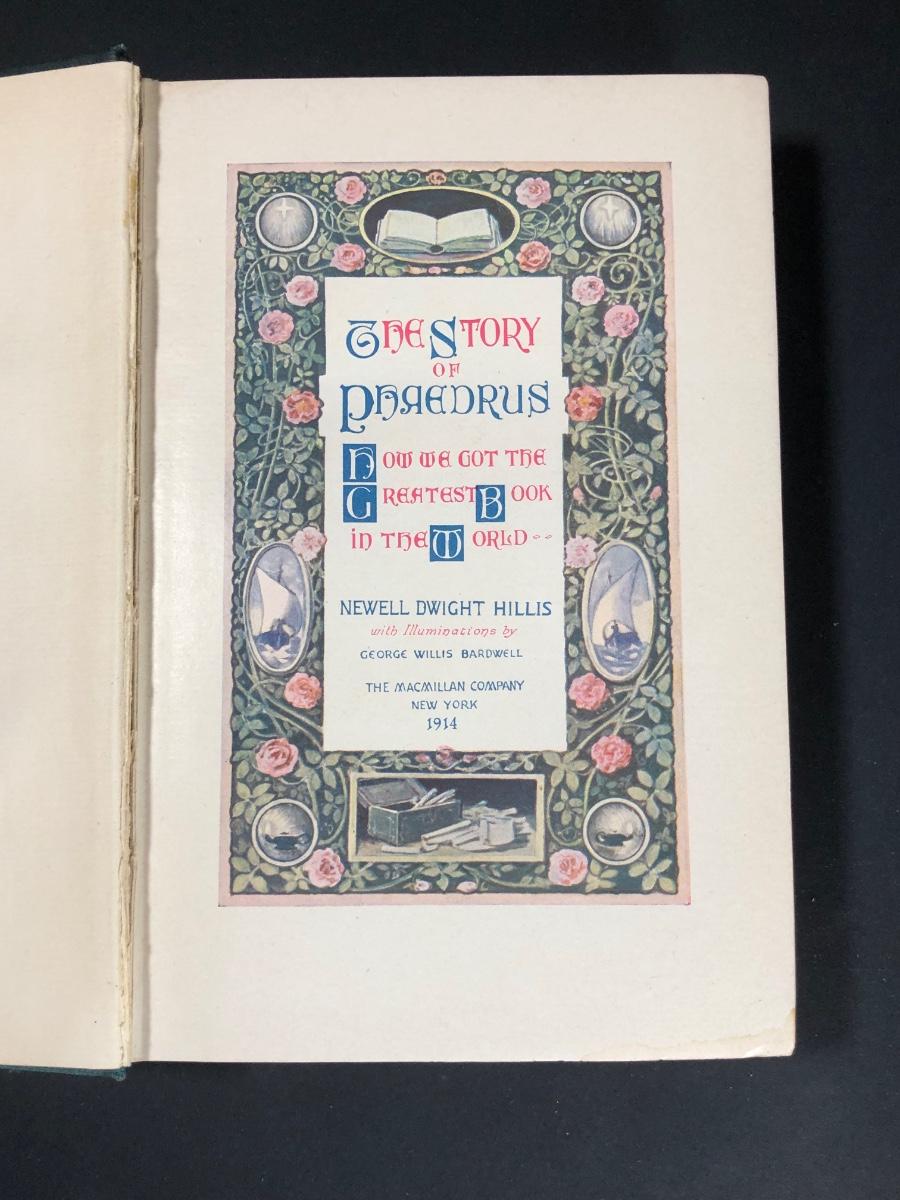 The Story
of
Phaedrus
How we got the
Greatest Book
in the World
NEWELL DWIGHT HILLIS
with Illuminations by
GEORGE WILLIS BARDWELL
THE MACMILLAN COMPANY
NEW YORK
1914